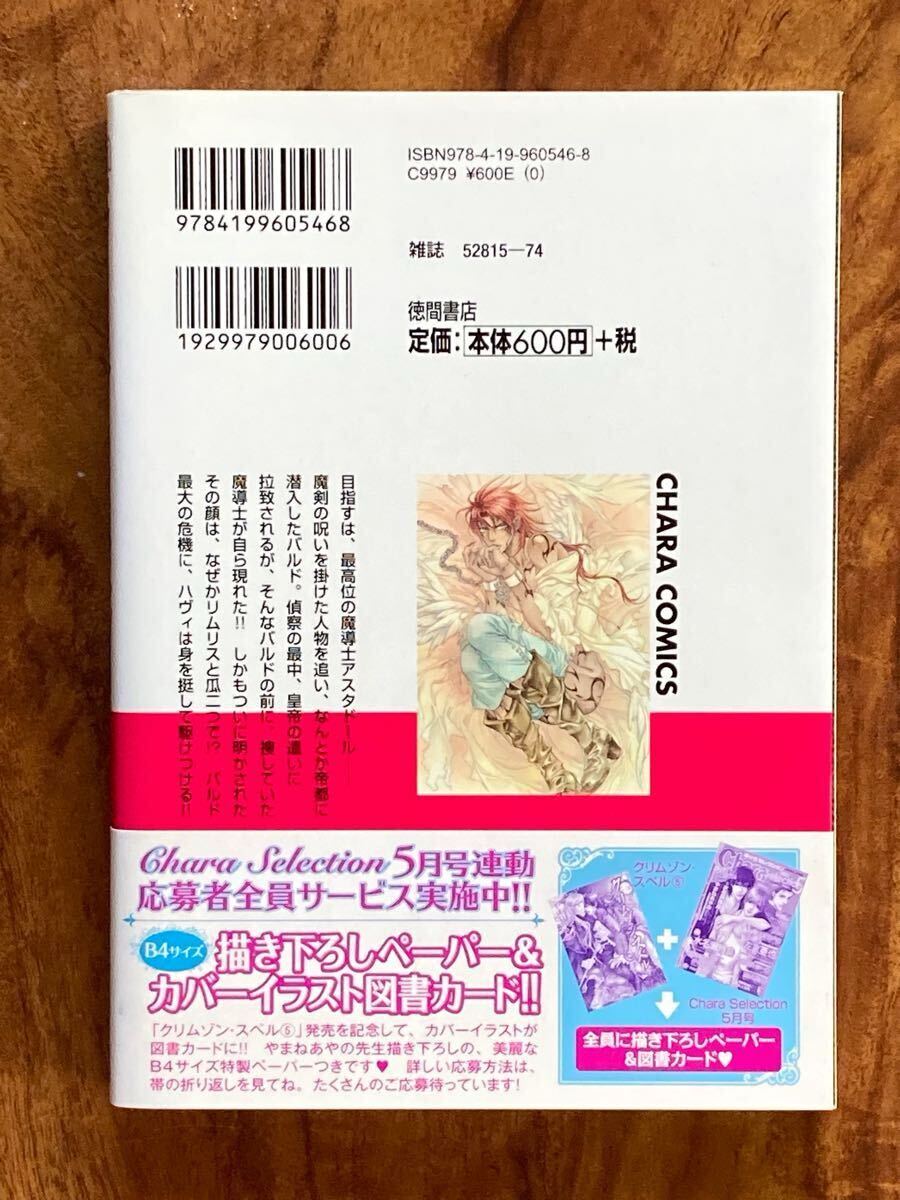 ISBN978-4-19-960546-8
C9979 ¥600E (0)
9784199605468
雑誌 52815―74
1929979006006
徳間書店
定価：本体600円+税
CHARA COMICS
目指すは、最高位の魔導士アスタドール――
魔剣の呪いを掛けた人物を追い、なんとか帝都に
潜入したバルド。偵察の最中、皇帝の遣いに
拉致されるが、そんなバルドの前に、捜していた
魔導士が自ら現れた!! しかもついに明かされた
その顔は、なぜかリムリスと瓜二つで!? バルド
最大の危機に、ハヴィは身を挺して駆けつける!!
Chara Selection 5月号連動
応募者全員サービス実施中!!
B4サイズ
描き下ろしペーパー&
カバーイラスト図書カード!!
「クリムゾン・スペル⑤」発売を記念して、カバーイラストが
図書カードに!! やまねあやの先生描き下ろしの、美麗な
B4サイズ特製ペーパーつきです♥ 詳しい応募方法は、
帯の折り返しを見てね。たくさんのご応募待っています!
クリムゾン・
スペル⑤
+
Chara Selection
5月号
全員に描き下ろしペーパー
&図書カード♥